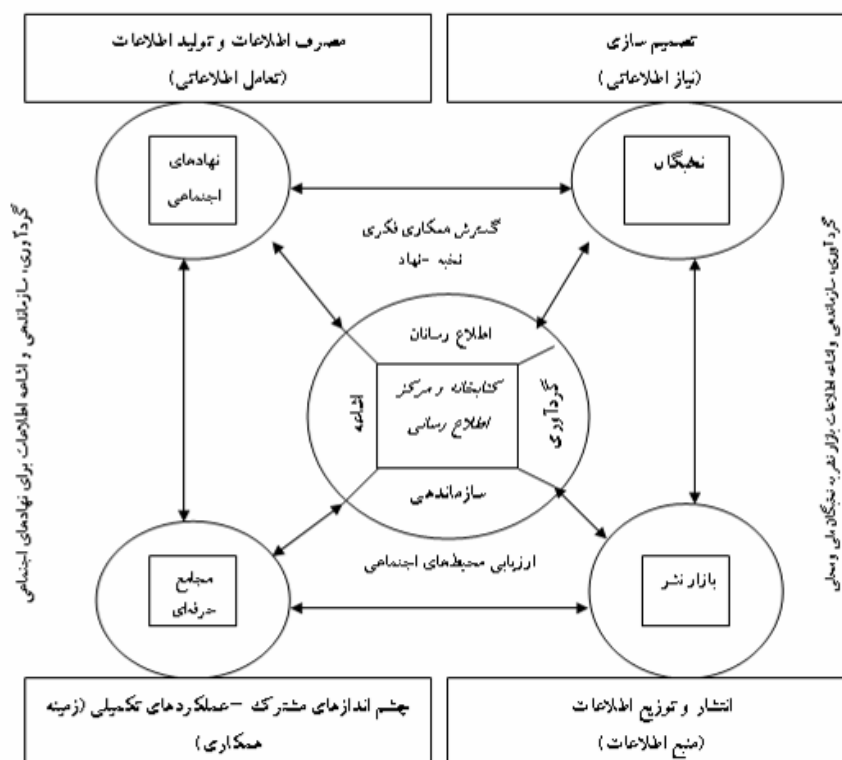 تصمیم سازی
(نیاز اطلاعاتی)
مصرف اطلاعات و تولید اطلاعات
(تعامل اطلاعاتی)
نخبگان
نهادهای
اجتماعی
گسترش همکاری فکری
نخبه -نهاد
گردآوری، سازماندهی و اشاعه اطلاعات بازار نشر به نخبگان ملی و محلی
گردآوری، سازماندهی و اشاعه اطلاعات برای نهادهای اجتماعی
اطلاع رسانان
گردآوری
کتابخانه و مرکز
اطلاع رسانی
اشاعه
سازماندهی
ارزیابی محیط‌های اجتماعی
بازار نشر
مجامع
حرفه‌ای
انتشار و توزیع اطلاعات
(منبع اطلاعات)
چشم اندازهای مشترك -عملکردهای تکمیلی (زمینه
همکاری)